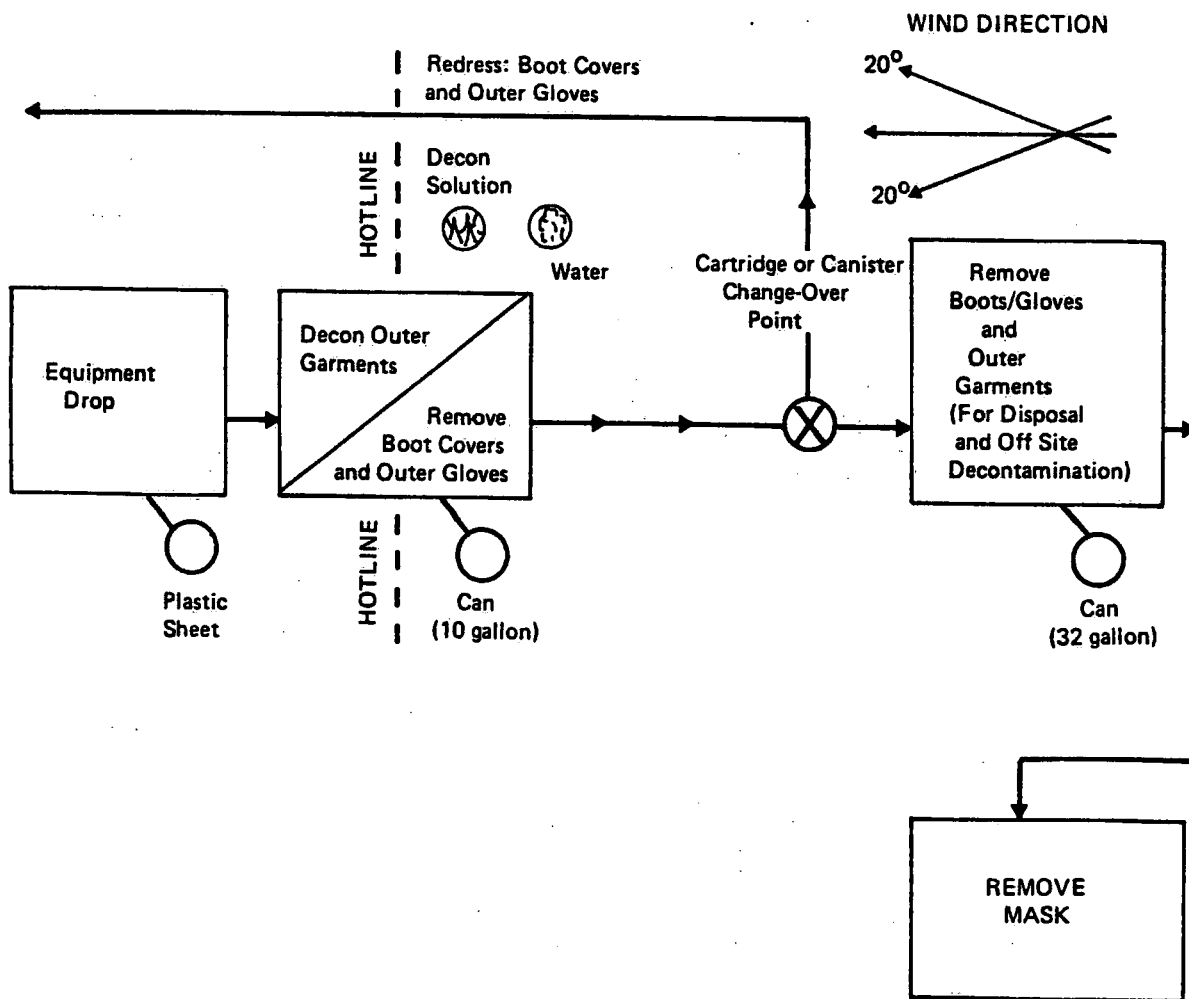 WIND DIRECTION
20°
20°
Redress: Boot Covers
and Outer Gloves
HOTLINE
Decon
Solution
Water
Cartridge or Canister
Change-Over
Point
Equipment
Drop
Decon Outer
Garments
Remove
Boot Covers
and Outer Gloves
Remove
Boots/Gloves
and
Outer
Garments
(For Disposal
and Off Site
Decontamination)
Plastic
Sheet
HOTLINE
Can
(10 gallon)
Can
(32 gallon)
REMOVE
MASK